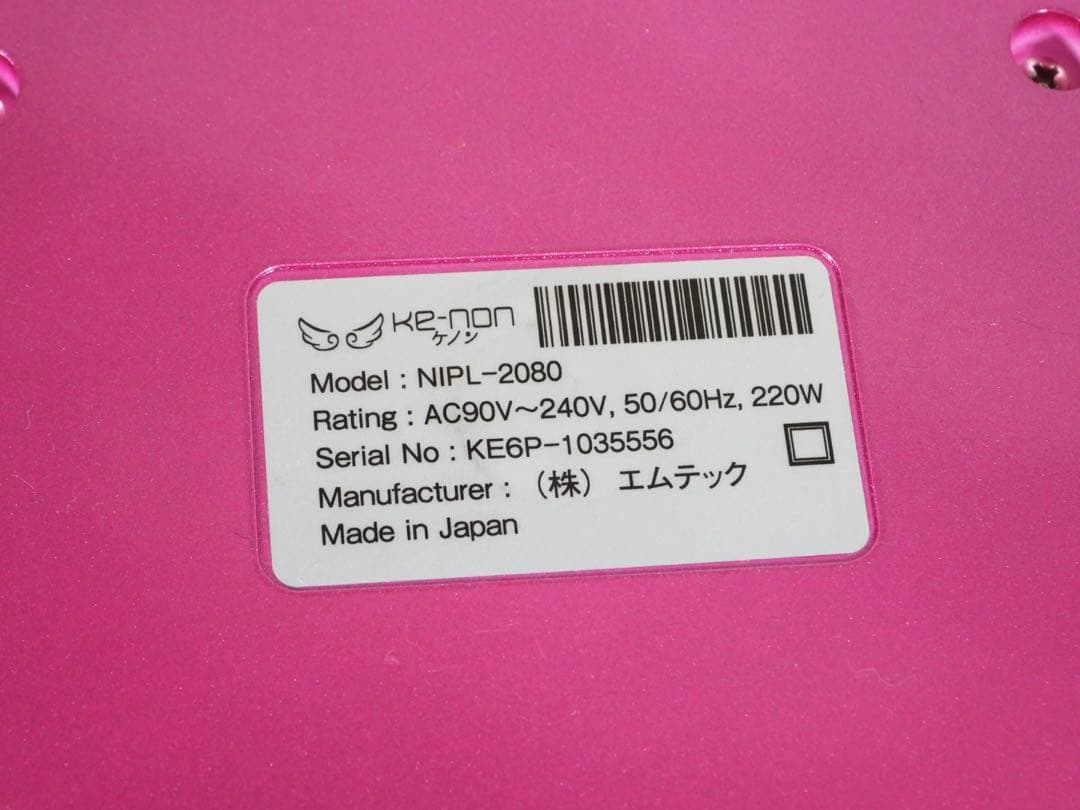 ke-non
ケノン
Model : NIPL-2080
Rating : AC90V～240V, 50/60Hz, 220W
Serial No : KE6P-1035556
Manufacturer : （株） エムテック
Made in Japan